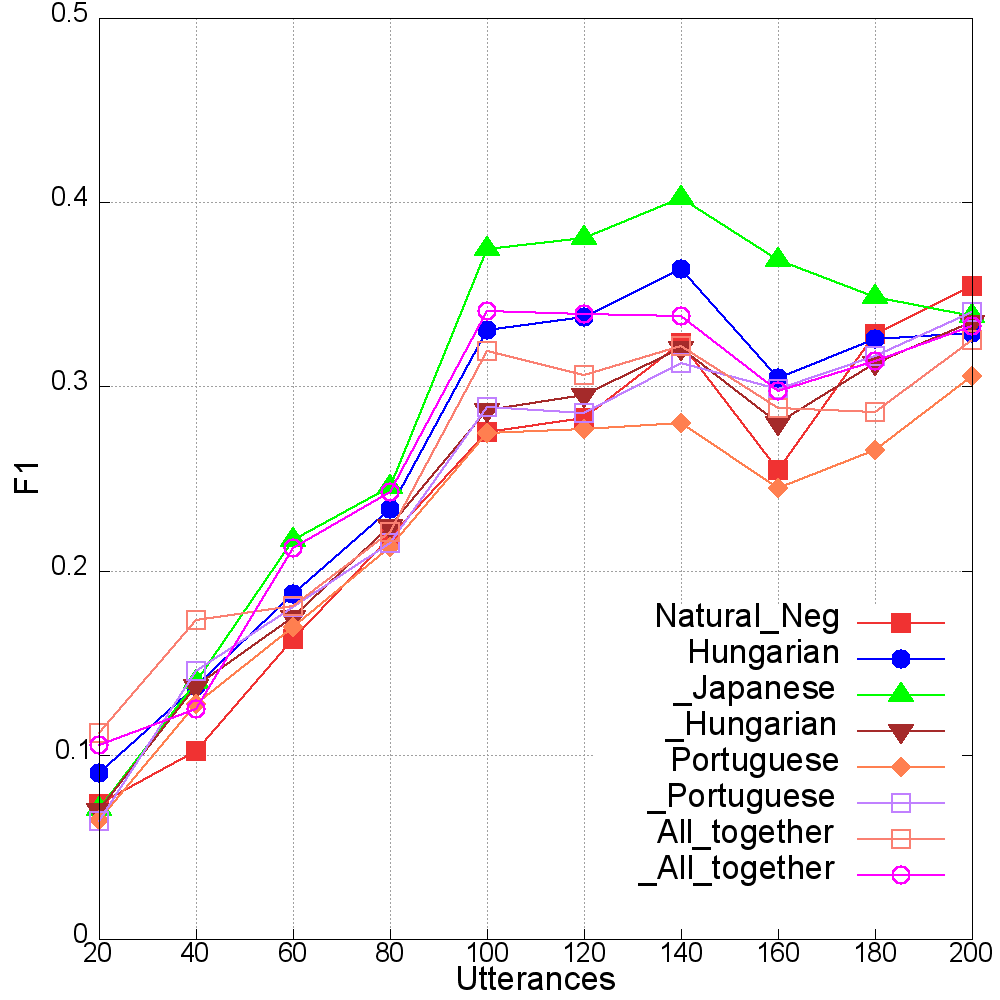 0.5
0.4
0.3
0.2
0.1
0
F1
20 40 60 80 100 120 140 160 180 200
Utterances
Natural_Neg
Hungarian
_Japanese
_Hungarian
Portuguese
_Portuguese
All_together
_All_together